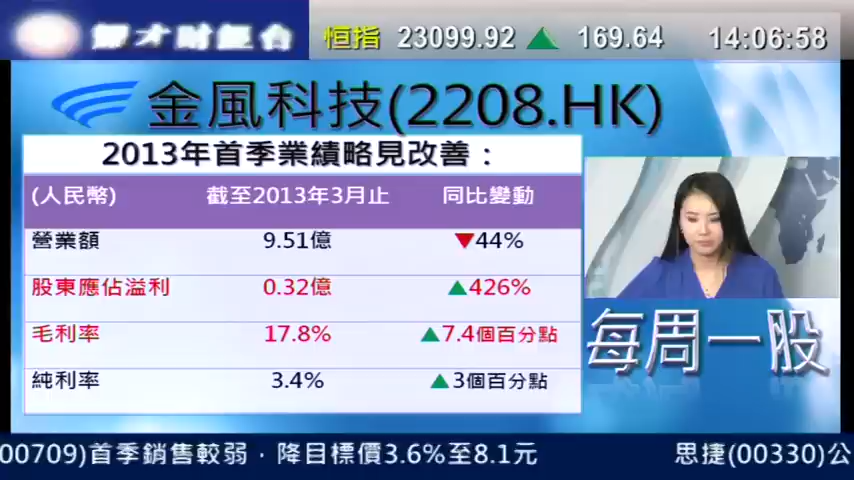 財經台
恒指 23099.92 ▲ 169.64 14:06:58
金風科技(2208.HK)
2013年首季業績略見改善：
(人民幣) 截至2013年3月止 同比變動
營業額 9.51億 ▼44%
股東應佔溢利 0.32億 ▲426%
毛利率 17.8% ▲7.4個百分點
純利率 3.4% ▲3個百分點
每周一股
00709)首季銷售較弱，降目標價3.6%至8.1元 思捷(00330)公